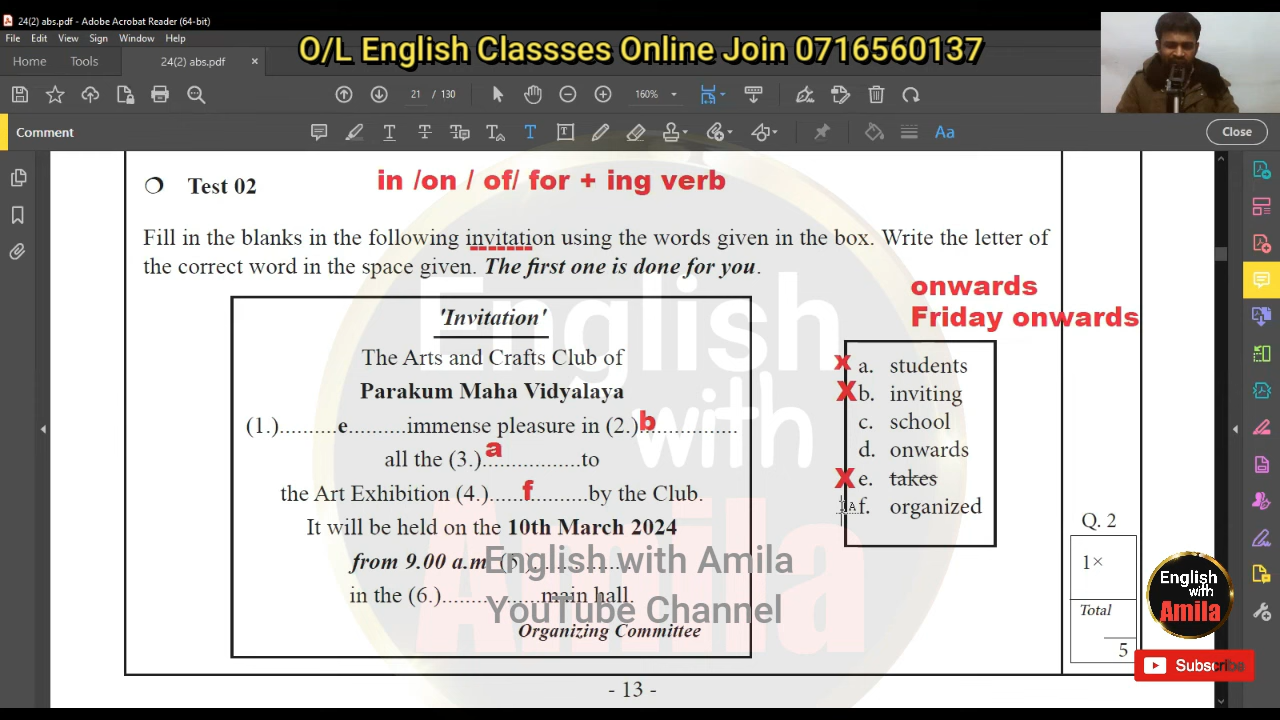 24(2) abs.pdf - Adobe Acrobat Reader (64-bit)
File Edit View Sign Window Help
O/L English Classses Online Join 0716560137
Home Tools 24(2) abs.pdf ×
21 / 130 160%
Comment Close
Test 02
in /on / of/ for + ing verb
Fill in the blanks in the following invitation using the words given in the box. Write the letter of
the correct word in the space given. The first one is done for you.
onwards
Friday onwards
'Invitation'
The Arts and Crafts Club of
Parakum Maha Vidyalaya
(1.)..........e..........immense pleasure in (2.)b.................
all the (3.)a.................to
the Art Exhibition (4.)......f..........by the Club.
It will be held on the 10th March 2024
from 9.00 a.m
in the (6.).................main hall.
Organizing Committee
x a. students
X b. inviting
c. school
d. onwards
X e. takes
f. organized
Q. 2
1×
Total
5
English with Amila
YouTube Channel
English
with
Amila
Subscribe
- 13 -
English
with